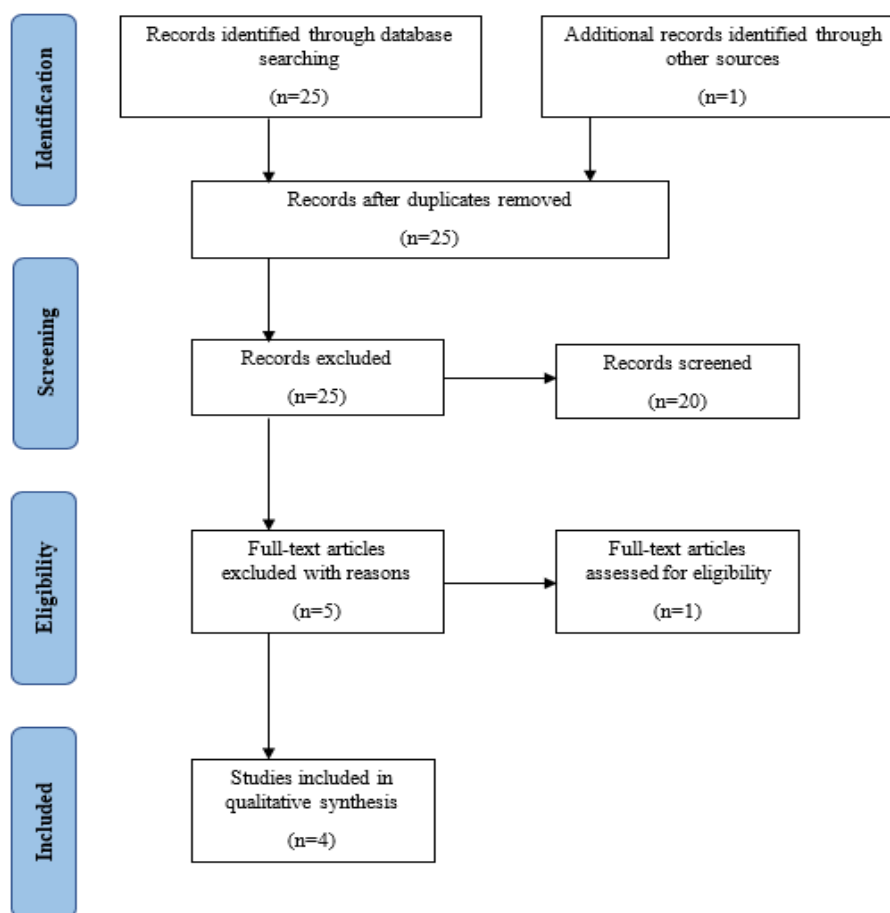 Identification
Records identified through database
searching
(n=25)
Additional records identified through
other sources
(n=1)
Records after duplicates removed
(n=25)
Screening
Records excluded
(n=25)
Records screened
(n=20)
Eligibility
Full-text articles
excluded with reasons
(n=5)
Full-text articles
assessed for eligibility
(n=1)
Included
Studies included in
qualitative synthesis
(n=4)